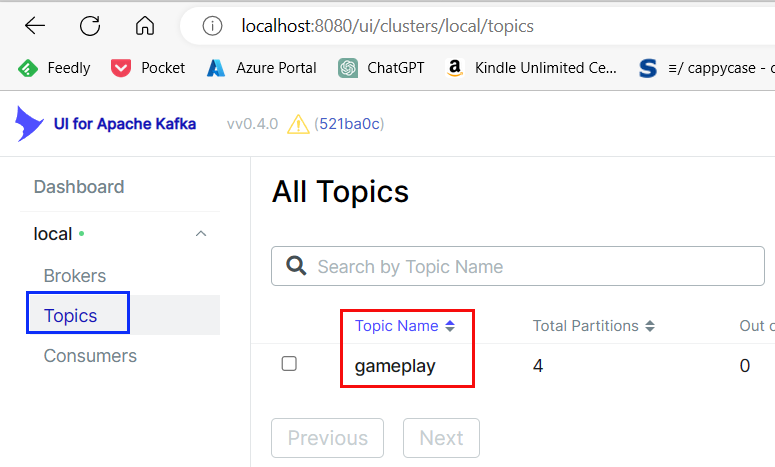 localhost:8080/ui/clusters/local/topics
Feedly Pocket Azure Portal ChatGPT Kindle Unlimited Ce... ≡/ cappycase - c
UI for Apache Kafka vv0.4.0 (521ba0c)
Dashboard
local
Brokers
Topics
Consumers
All Topics
Search by Topic Name
Topic Name Total Partitions Out o
gameplay 4 0
Previous Next